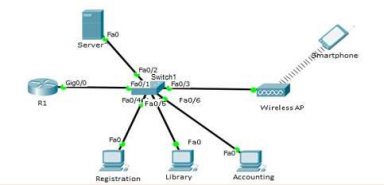 Fa0
Server
Smartphone
Fa0/2
Switch1
Gig0/0
Fa0/1
Fa0/3
R1
Fa0/4
Fa0/5
Fa0/6
Wireless AP
Fa0
Fa0
Fa0
Registration
Library
Accounting